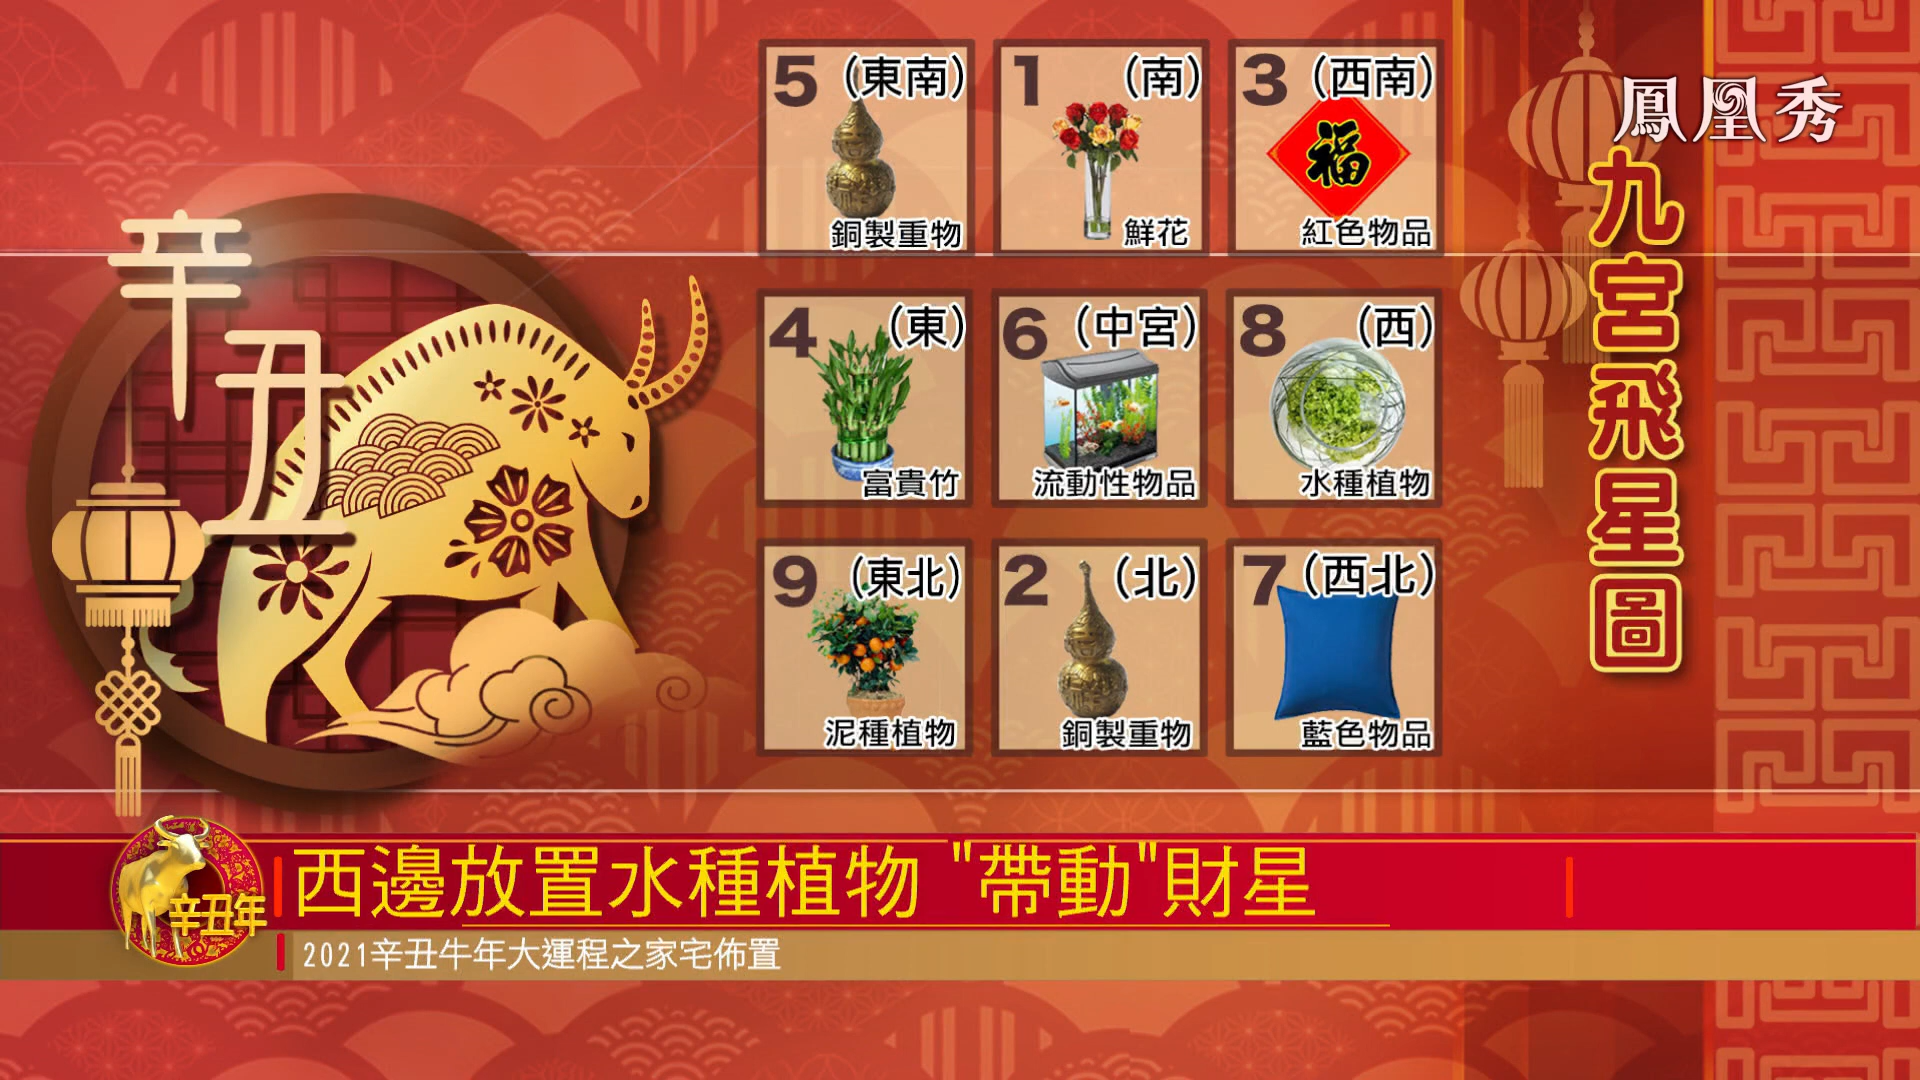 鳳凰秀
九宮飛星圖
辛丑
5 （東南）
銅製重物
1 （南）
鮮花
3 （西南）
福
紅色物品
4 （東）
富貴竹
6 （中宮）
流動性物品
8 （西）
水種植物
9 （東北）
泥種植物
2 （北）
銅製重物
7 （西北）
藍色物品
辛丑年
西邊放置水種植物 "帶動"財星
2021辛丑牛年大運程之家宅佈置